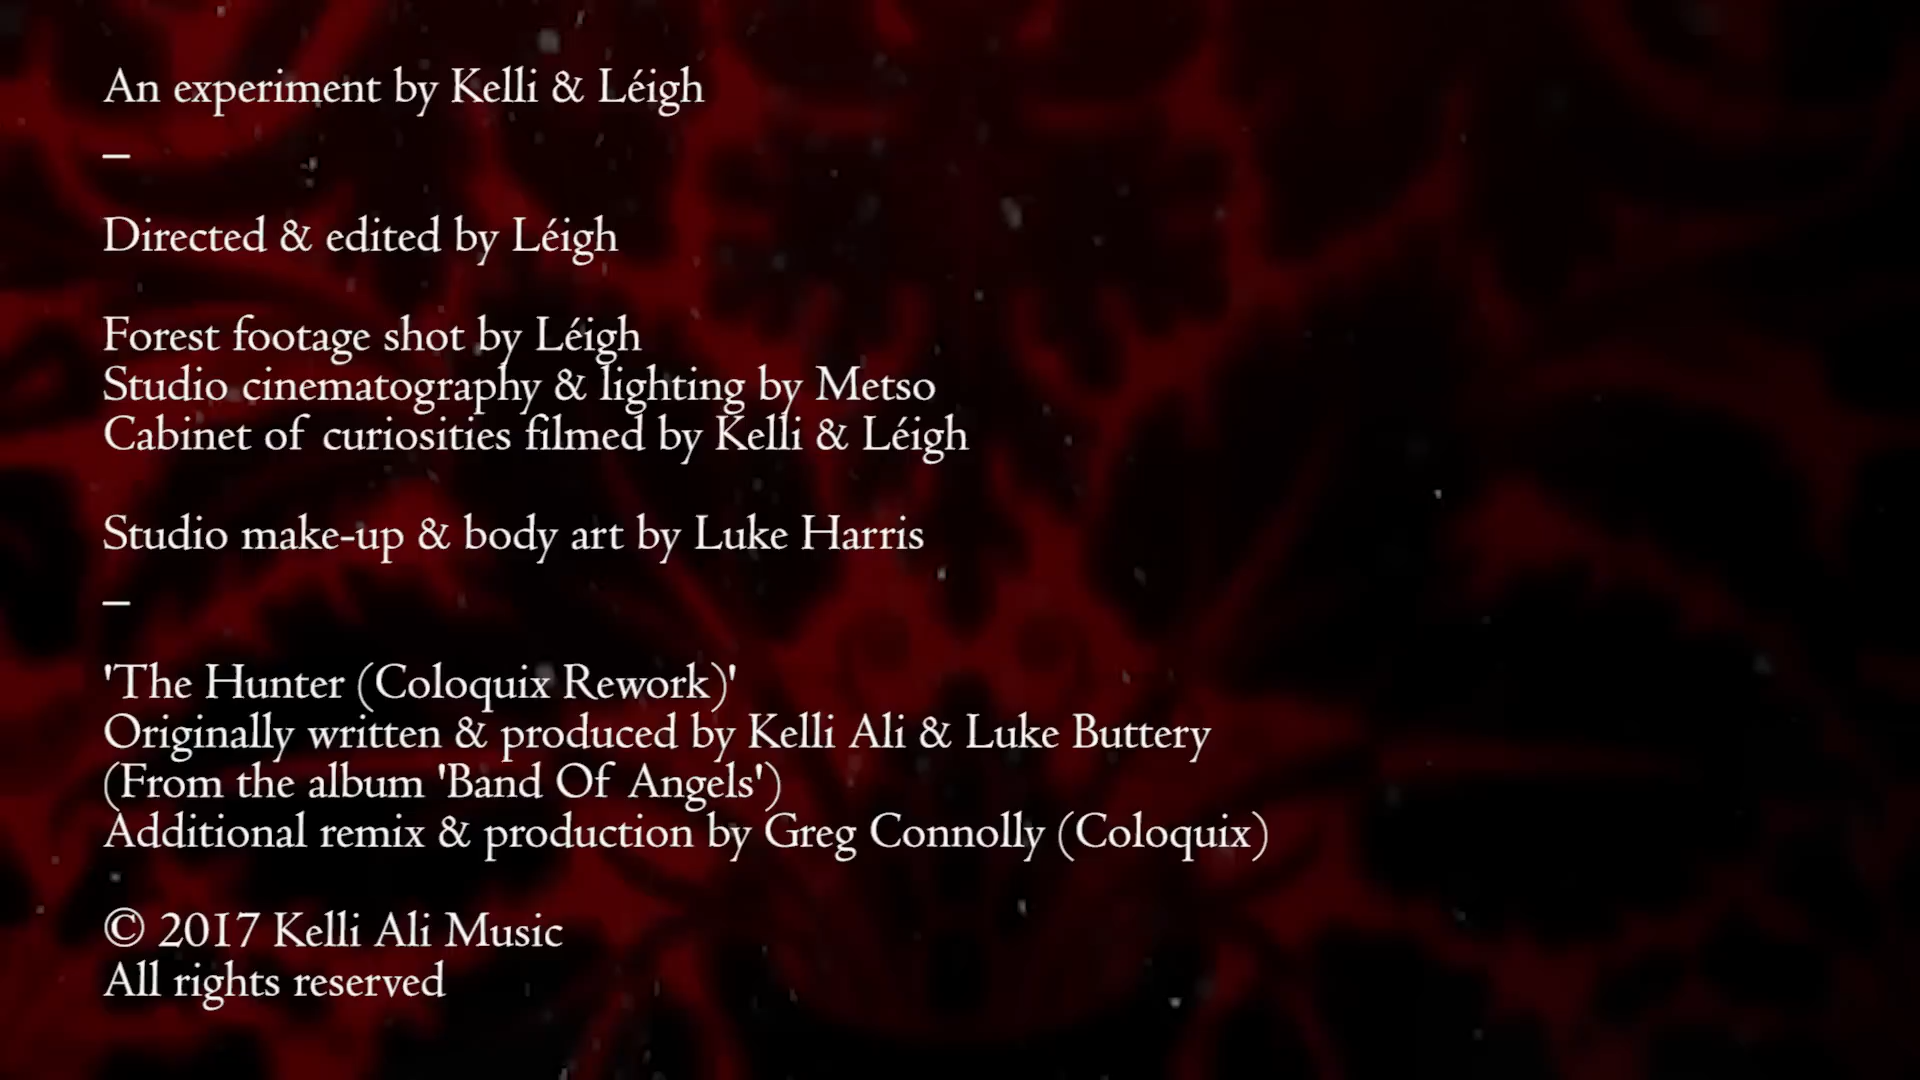 An experiment by Kelli & Léigh
–
Directed & edited by Léigh
Forest footage shot by Léigh
Studio cinematography & lighting by Metso
Cabinet of curiosities filmed by Kelli & Léigh
Studio make-up & body art by Luke Harris
–
'The Hunter (Coloquix Rework)'
Originally written & produced by Kelli Ali & Luke Buttery
(From the album 'Band Of Angels')
Additional remix & production by Greg Connolly (Coloquix)
© 2017 Kelli Ali Music
All rights reserved